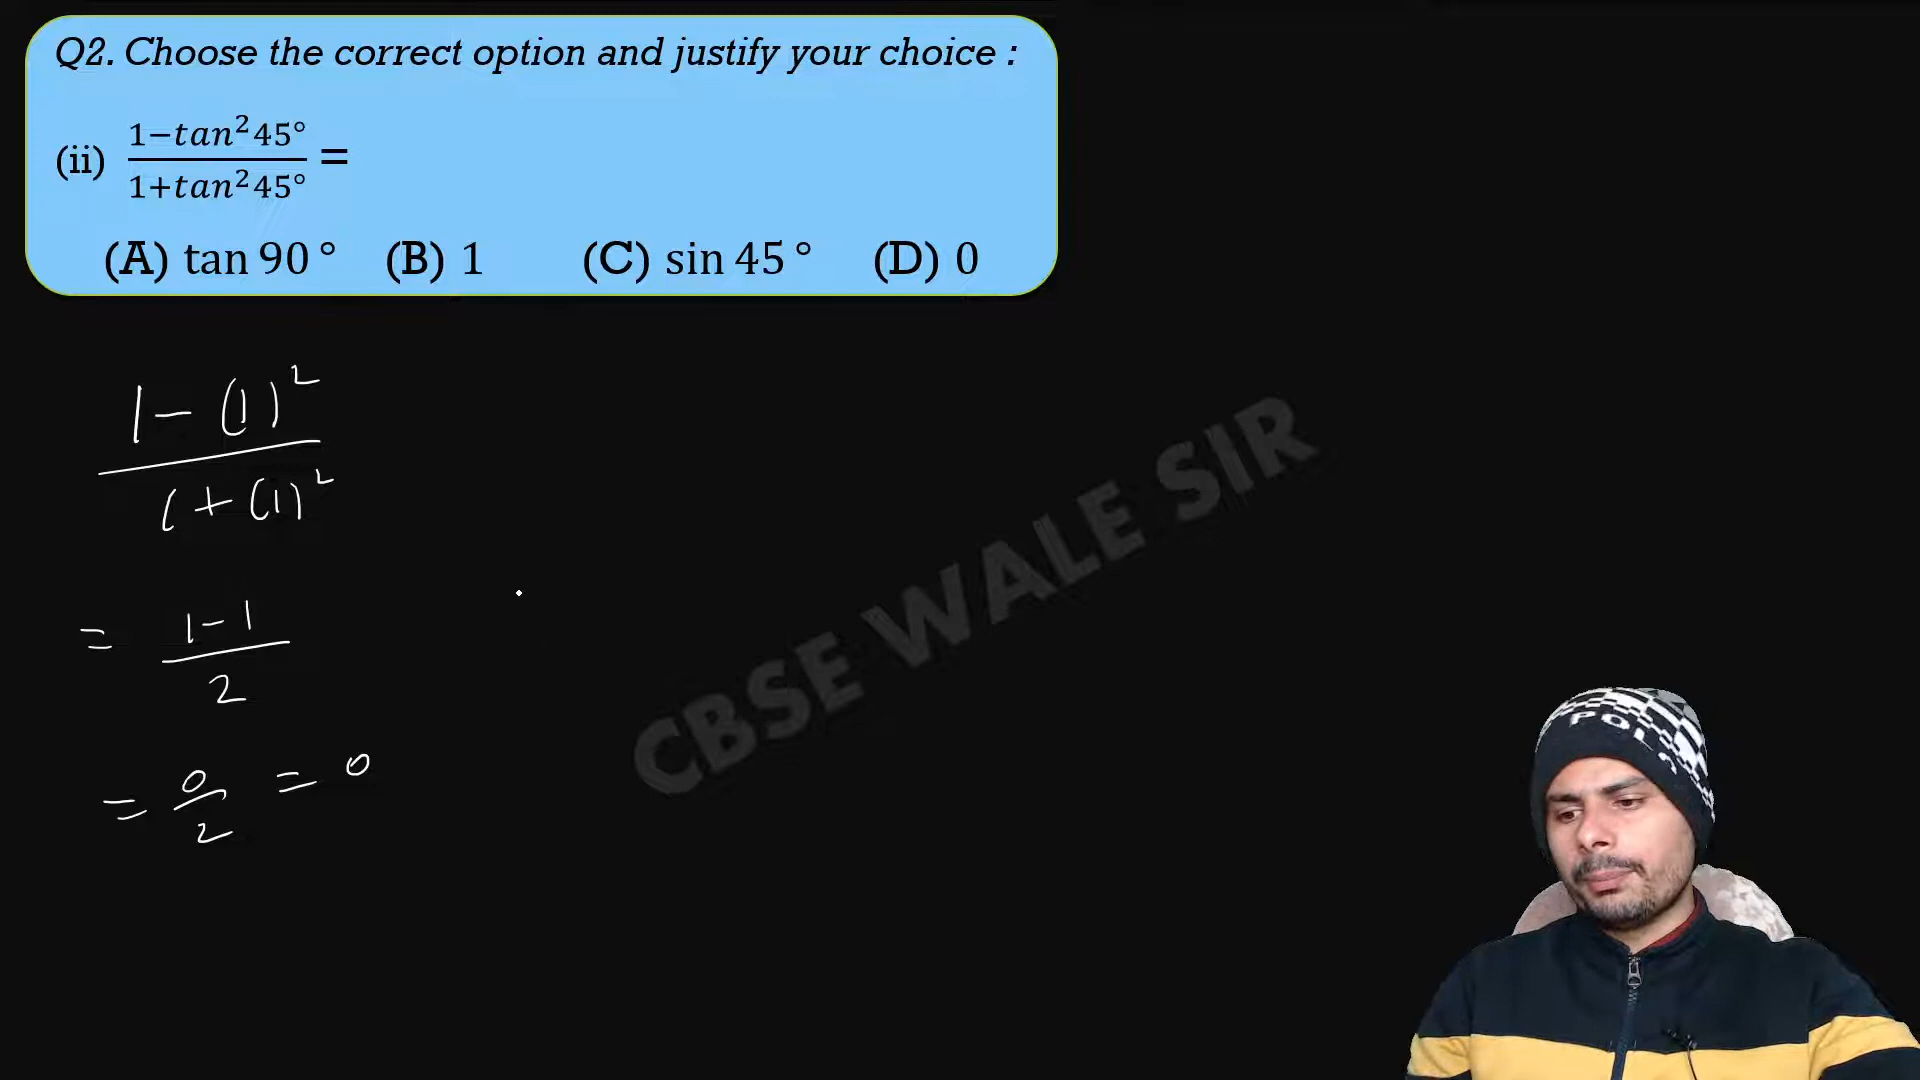 Q2. Choose the correct option and justify your choice :
(ii) 1−tan²45° / 1+tan²45° =
(A) tan 90° (B) 1 (C) sin 45° (D) 0
1 − (1)² / 1 + (1)²
= 1 − 1 / 2
= 0 / 2 = 0
CBSE WALE SIR
POLO